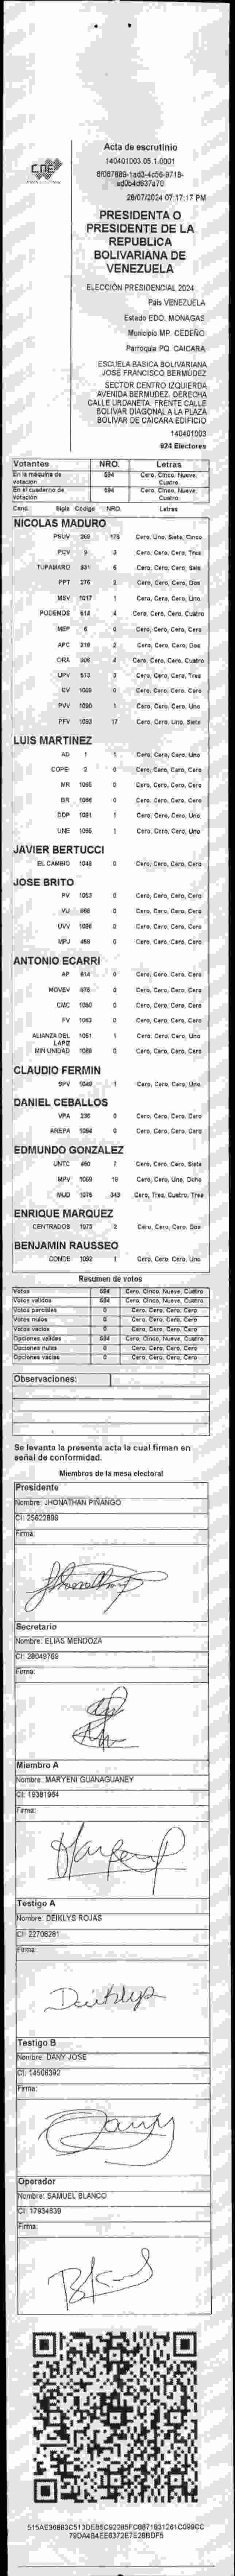 CNE
Acta de escrutinio
140401003.05.1.0001
28/07/2024 07:17:17 PM
PRESIDENTA O
PRESIDENTE DE LA
REPUBLICA
BOLIVARIANA DE
VENEZUELA
ELECCIÓN PRESIDENCIAL 2024
País VENEZUELA
Estado EDO. MONAGAS
Municipio MP. CEDEÑO
Parroquia PQ. CAICARA
ESCUELA BASICA BOLIVARIANA
JOSÉ FRANCISCO BERMÚDEZ
SECTOR CENTRO IZQUIERDA
AVENIDA BERMUDEZ. DERECHA
CALLE URDANETA. FRENTE CALLE
BOLÍVAR DIAGONAL A LA PLAZA
BOLIVAR DE CAICARA EDIFICIO
140401003
924 Electores
Votantes NRO. Letras
En la máquina de votación 594 Cero, Cinco, Nueve, Cuatro
En el cuaderno de votación 594 Cero, Cinco, Nueve, Cuatro
Cand. Sigla Código NRO. Letras
NICOLAS MADURO
PSUV 269 175 Cero, Uno, Siete, Cinco
PCV 9 3 Cero, Cero, Cero, Tres
TUPAMARO 331 6 Cero, Cero, Cero, Seis
PPT 276 2 Cero, Cero, Cero, Dos
MSV 1017 1 Cero, Cero, Cero, Uno
PODEMOS 514 4 Cero, Cero, Cero, Cuatro
MEP 6 0 Cero, Cero, Cero, Cero
APC 219 2 Cero, Cero, Cero, Dos
ORA 906 4 Cero, Cero, Cero, Cuatro
UPV 513 3 Cero, Cero, Cero, Tres
EV 1089 0 Cero, Cero, Cero, Cero
PVV 1090 1 Cero, Cero, Cero, Uno
PFV 1093 17 Cero, Cero, Uno, Siete
LUIS MARTINEZ
AD 1 1 Cero, Cero, Cero, Uno
COPEI 2 0 Cero, Cero, Cero, Cero
MR 1065 0 Cero, Cero, Cero, Cero
BR 1096 0 Cero, Cero, Cero, Cero
DDP 1091 1 Cero, Cero, Cero, Uno
UNE 1095 1 Cero, Cero, Cero, Uno
JAVIER BERTUCCI
EL CAMBIO 1048 0 Cero, Cero, Cero, Cero
JOSE BRITO
PV 1053 0 Cero, Cero, Cero, Cero
VU 968 0 Cero, Cero, Cero, Cero
UVV 1098 0 Cero, Cero, Cero, Cero
MPJ 459 0 Cero, Cero, Cero, Cero
ANTONIO ECARRI
AP 814 0 Cero, Cero, Cero, Cero
MOVEV 978 0 Cero, Cero, Cero, Cero
CMC 1050 0 Cero, Cero, Cero, Cero
FV 1063 0 Cero, Cero, Cero, Cero
ALIANZA DEL LAPIZ 1051 1 Cero, Cero, Cero, Uno
MIN UNIDAD 1088 0 Cero, Cero, Cero, Cero
CLAUDIO FERMIN
SPV 1049 1 Cero, Cero, Cero, Uno
DANIEL CEBALLOS
VPA 236 0 Cero, Cero, Cero, Cero
AREPA 1094 0 Cero, Cero, Cero, Cero
EDMUNDO GONZALEZ
UNTC 450 7 Cero, Cero, Cero, Siete
MPV 1069 18 Cero, Cero, Uno, Ocho
MUD 1075 343 Cero, Tres, Cuatro, Tres
ENRIQUE MARQUEZ
CENTRADOS 1073 2 Cero, Cero, Cero, Dos
BENJAMIN RAUSSEO
CONDE 1092 1 Cero, Cero, Cero, Uno
Resumen de votos
Votos 594 Cero, Cinco, Nueve, Cuatro
Votos válidos 594 Cero, Cinco, Nueve, Cuatro
Votos parciales 0 Cero, Cero, Cero, Cero
Votos nulos 0 Cero, Cero, Cero, Cero
Votos vacíos 0 Cero, Cero, Cero, Cero
Opciones válidas 594 Cero, Cinco, Nueve, Cuatro
Opciones nulas 0 Cero, Cero, Cero, Cero
Opciones vacías 0 Cero, Cero, Cero, Cero
Observaciones:
Se levanta la presente acta la cual firman en
señal de conformidad.
Miembros de la mesa electoral
Presidente
Nombre: JHONATHAN PIÑANGO
CI: 25622899
Firma:
Secretario
Nombre: ELIAS MENDOZA
CI: 28049789
Firma:
Miembro A
Nombre: MARYENI GUANAGUANEY
CI: 19381964
Firma:
Testigo A
Nombre: DEIKLYS ROJAS
CI: 22708281
Firma:
Deiklys
Testigo B
Nombre: DANY JOSE
CI: 14508392
Firma:
Dany
Operador
Nombre: SAMUEL BLANCO
CI: 17934639
Firma: